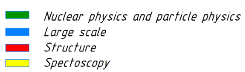 Nuclear physics and particle physics
Large scale
Structure
Spectoscopy